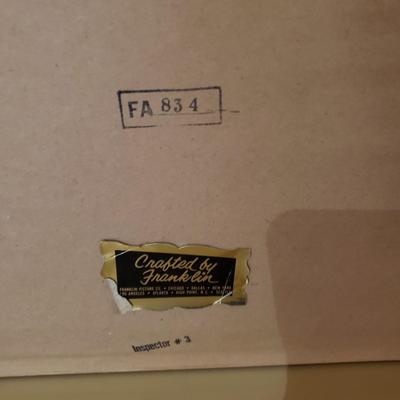 FA 834
Crafted by
Franklin
FRANKLIN PICTURE CO. • CHICAGO • DALLAS • NEW YORK
LOS ANGELES • ATLANTA • HIGH POINT, N.C. • SEATTLE
Inspector # 3